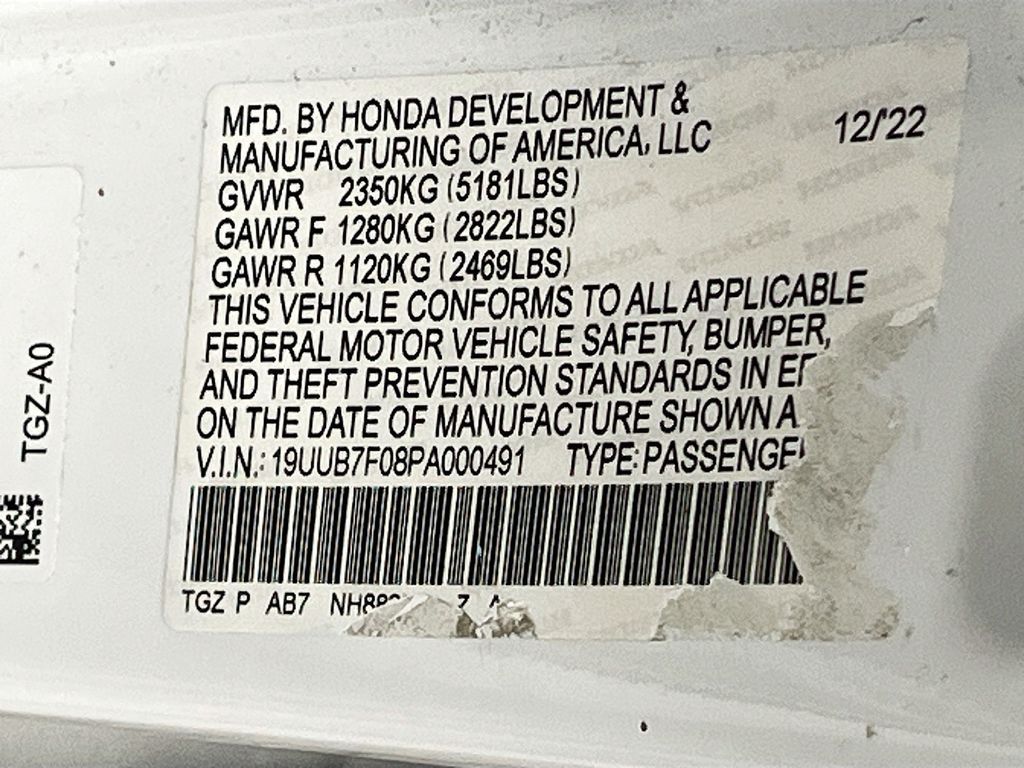 MFD. BY HONDA DEVELOPMENT &
MANUFACTURING OF AMERICA, LLC 12/'22
GVWR 2350KG (5181LBS)
GAWR F 1280KG (2822LBS)
GAWR R 1120KG (2469LBS)
THIS VEHICLE CONFORMS TO ALL APPLICABLE
FEDERAL MOTOR VEHICLE SAFETY, BUMPER,
AND THEFT PREVENTION STANDARDS IN
ON THE DATE OF MANUFACTURE SHOWN
V.I.N.: 19UUB7F08PA000491 TYPE: PASSENGE
TGZ P AB7
TGZ-A0